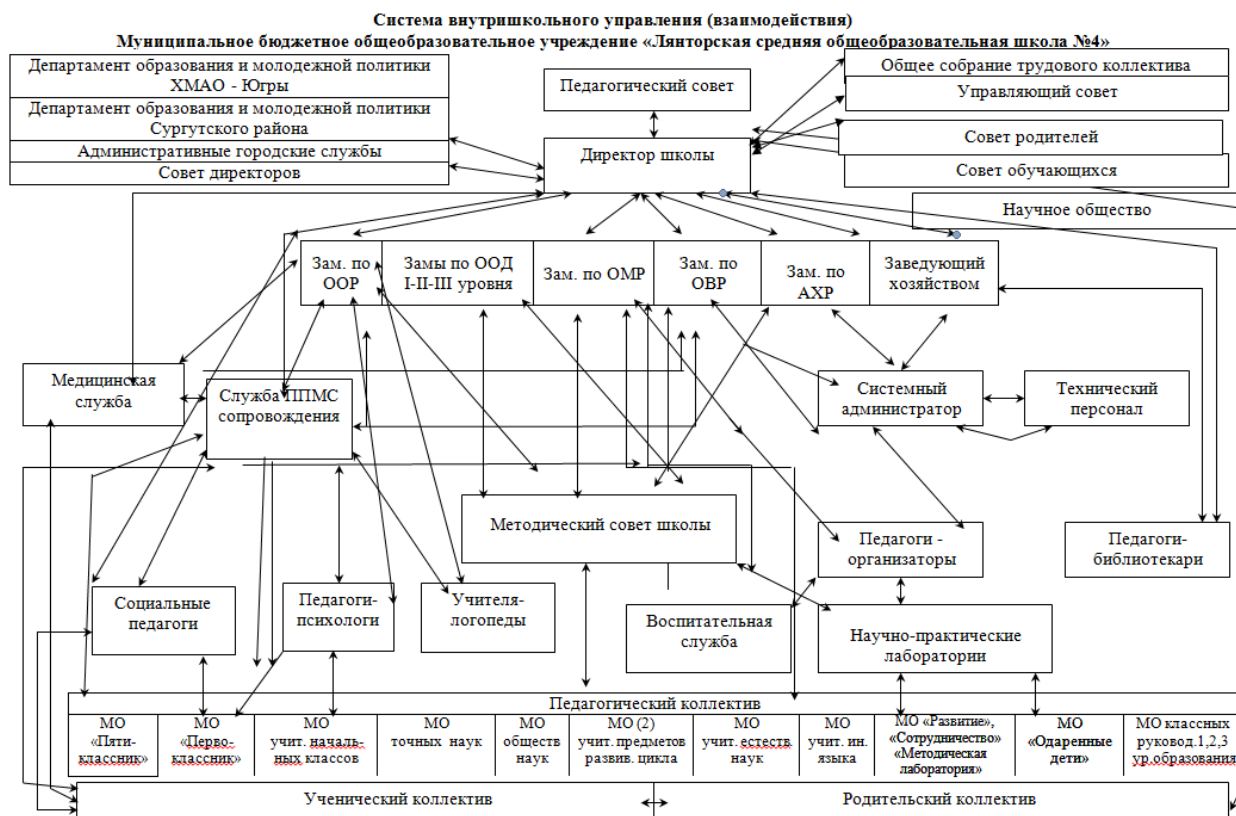 Система внутришкольного управления (взаимодействия)
Муниципальное бюджетное общеобразовательное учреждение «Лянторская средняя общеобразовательная школа №4»
Департамент образования и молодежной политики
ХМАО - Югры
Департамент образования и молодежной политики
Сургутского района
Административные городские службы
Совет директоров
Педагогический совет
Директор школы
Общее собрание трудового коллектива
Управляющий совет
Совет родителей
Совет обучающихся
Научное общество
Зам. по
ООР
Замы по ООД
I-II-III уровня
Зам. по ОМР
Зам. по
ОВР
Зам. по
АХР
Заведующий
хозяйством
Медицинская
служба
Служба ППМС
сопровождения
Системный
администратор
Технический
персонал
Методический совет школы
Педагоги -
организаторы
Педагоги-
библиотекари
Социальные
педагоги
Педагоги-
психологи
Учителя-
логопеды
Воспитательная
служба
Научно-практические
лаборатории
Педагогический коллектив
МО
«Пяти-
классник»
МО
«Перво-
классник»
МО
учит. началь-
ных классов
МО
точных наук
МО
обществ
наук
МО (2)
учит. предметов
развив. цикла
МО
учит. естеств.
наук
МО
учит. ин.
языка
МО «Развитие»,
«Сотрудничество»
«Методическая
лаборатория»
МО
«Одаренные
дети»
МО классных
руковод.1,2,3
ур.образования
Ученический коллектив
Родительский коллектив